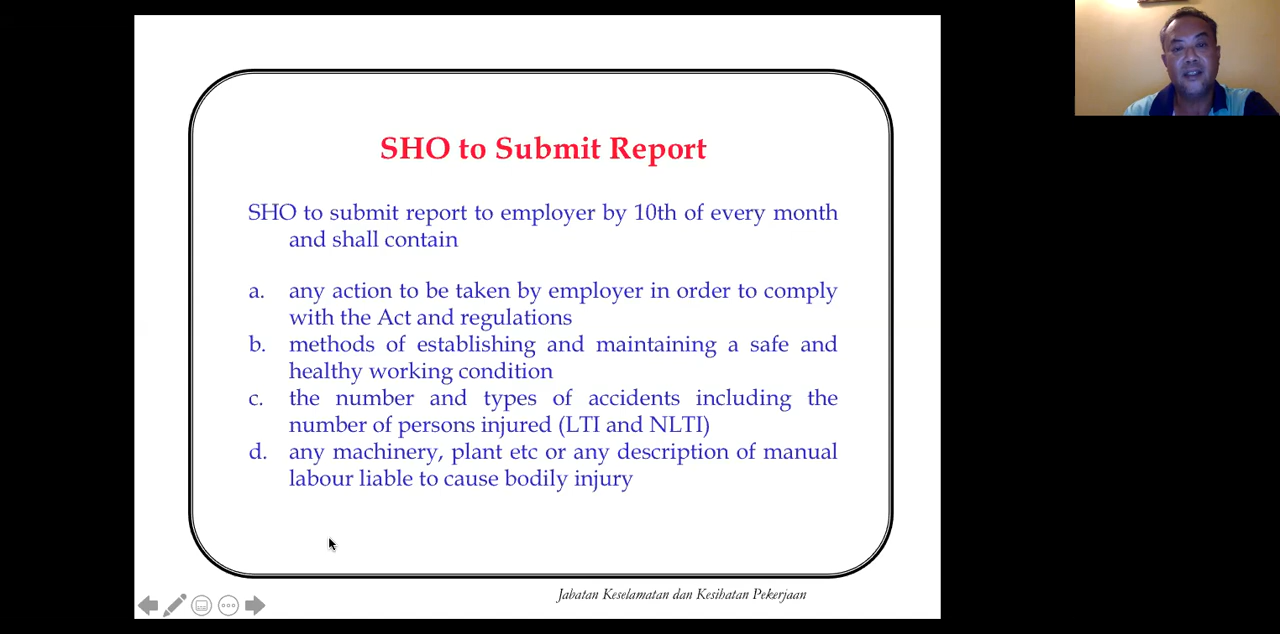 SHO to Submit Report
SHO to submit report to employer by 10th of every month
and shall contain
a. any action to be taken by employer in order to comply
with the Act and regulations
b. methods of establishing and maintaining a safe and
healthy working condition
c. the number and types of accidents including the
number of persons injured (LTI and NLTI)
d. any machinery, plant etc or any description of manual
labour liable to cause bodily injury
Jabatan Keselamatan dan Kesihatan Pekerjaan